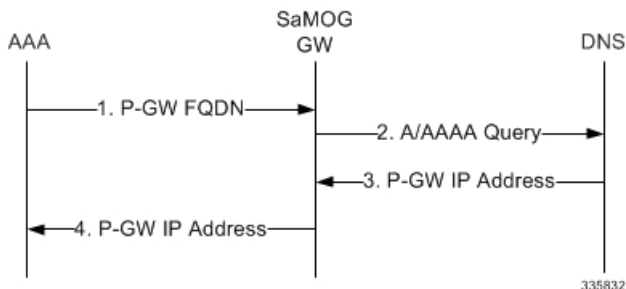 SaMOG
GW
AAA
DNS
1. P-GW FQDN
2. A/AAAA Query
3. P-GW IP Address
4. P-GW IP Address
335832